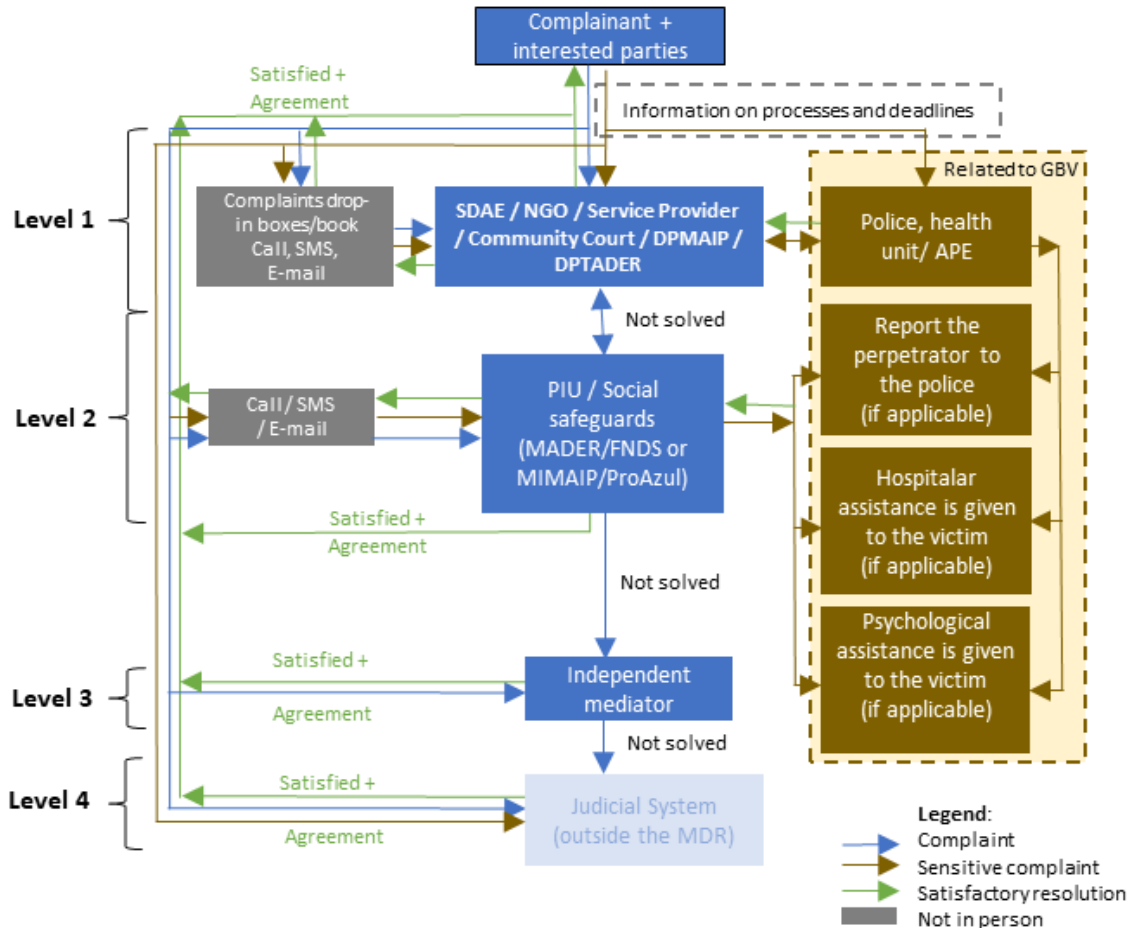 Complainant +
interested parties
Satisfied +
Agreement
Information on processes and deadlines
Related to GBV
Level 1
Complaints drop-
in boxes/book
Call, SMS,
E-mail
SDAE / NGO / Service Provider
/ Community Court / DPMAIP /
DPTADER
Police, health
unit/ APE
Not solved
Report the
perpetrator to
the police
(if applicable)
Level 2
Call / SMS
/ E-mail
PIU / Social
safeguards
(MADER/FNDS or
MIMAIP/ProAzul)
Hospitalar
assistance is given
to the victim
(if applicable)
Satisfied +
Agreement
Not solved
Psychological
assistance is given
to the victim
(if applicable)
Level 3
Satisfied +
Agreement
Independent
mediator
Not solved
Level 4
Satisfied +
Agreement
Judicial System
(outside the MDR)
Legend:
Complaint
Sensitive complaint
Satisfactory resolution
Not in person